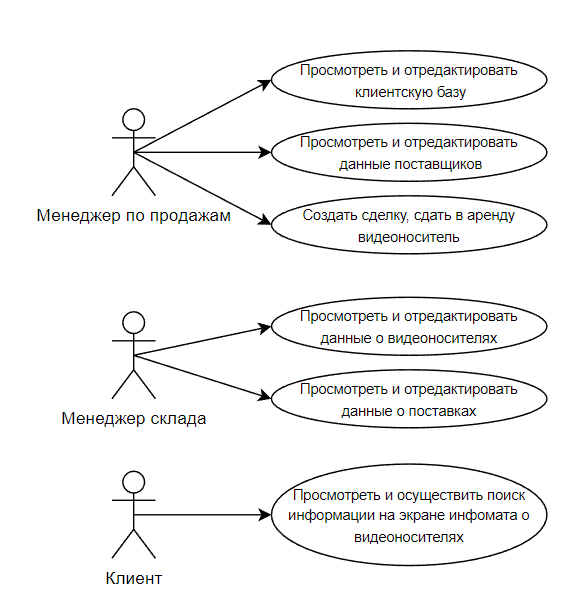 Просмотреть и отредактировать
клиентскую базу
Просмотреть и отредактировать
данные поставщиков
Менеджер по продажам
Создать сделку, сдать в аренду
видеоноситель
Просмотреть и отредактировать
данные о видеоносителях
Просмотреть и отредактировать
данные о поставках
Менеджер склада
Просмотреть и осуществить поиск
информации на экране инфомата о
видеоносителях
Клиент